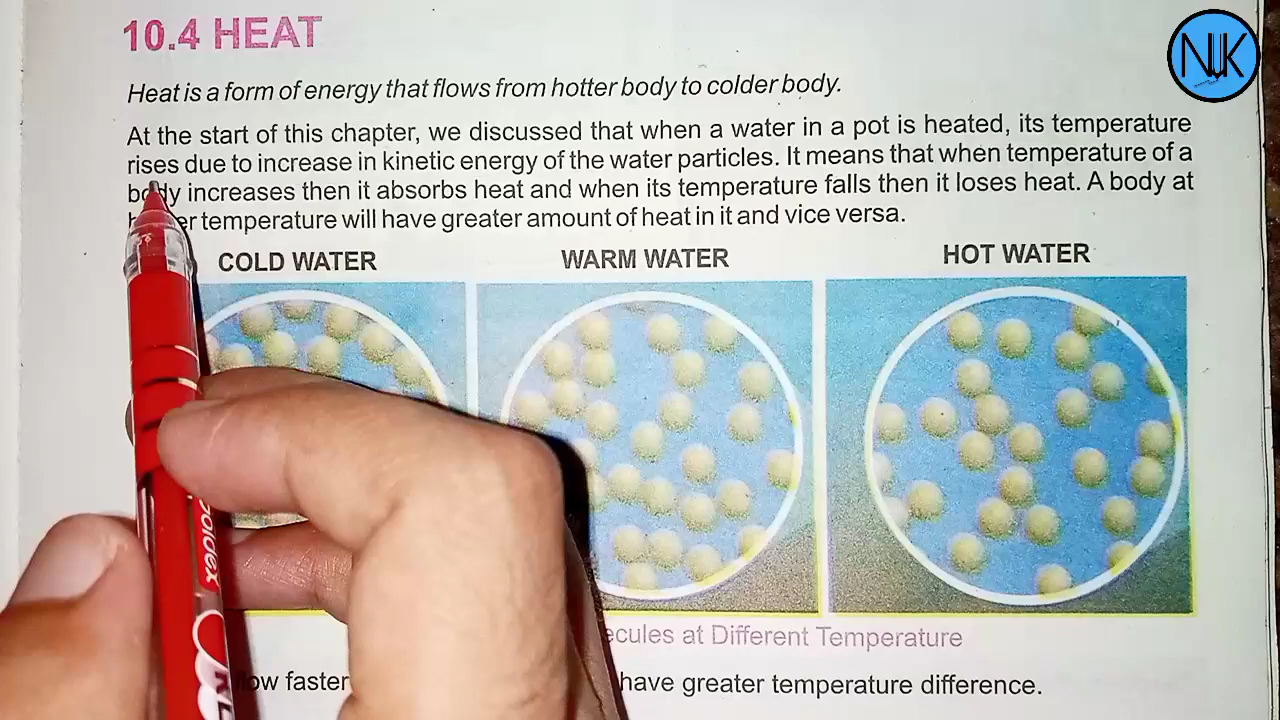 10.4 HEAT
NK
Heat is a form of energy that flows from hotter body to colder body.
At the start of this chapter, we discussed that when a water in a pot is heated, its temperature
rises due to increase in kinetic energy of the water particles. It means that when temperature of a
body increases then it absorbs heat and when its temperature falls then it loses heat. A body at
temperature will have greater amount of heat in it and vice versa.
COLD WATER WARM WATER HOT WATER
at Different Temperature
faster have greater temperature difference.